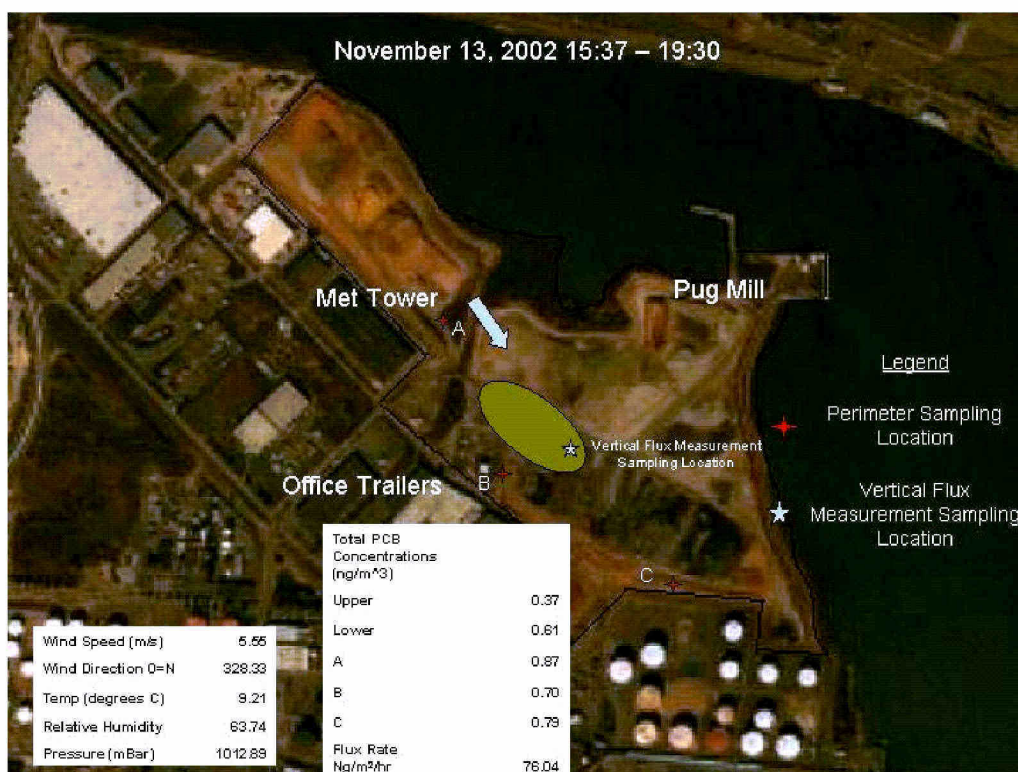 November 13, 2002 15:37 – 19:30
Met Tower
A
Pug Mill
Legend
Perimeter Sampling
Location
Vertical Flux Measurement
Sampling Location
Office Trailers
B
Vertical Flux
Measurement Sampling
Location
C
Total PCB
Concentrations
(ng/m^3)
Upper 0.37
Lower 0.61
A 0.87
B 0.70
C 0.79
Flux Rate
Ng/m²/hr 76.04
Wind Speed (m/s) 5.55
Wind Direction 0=N 328.33
Temp (degrees C) 9.21
Relative Humidity 63.74
Pressure (mBar) 1012.89